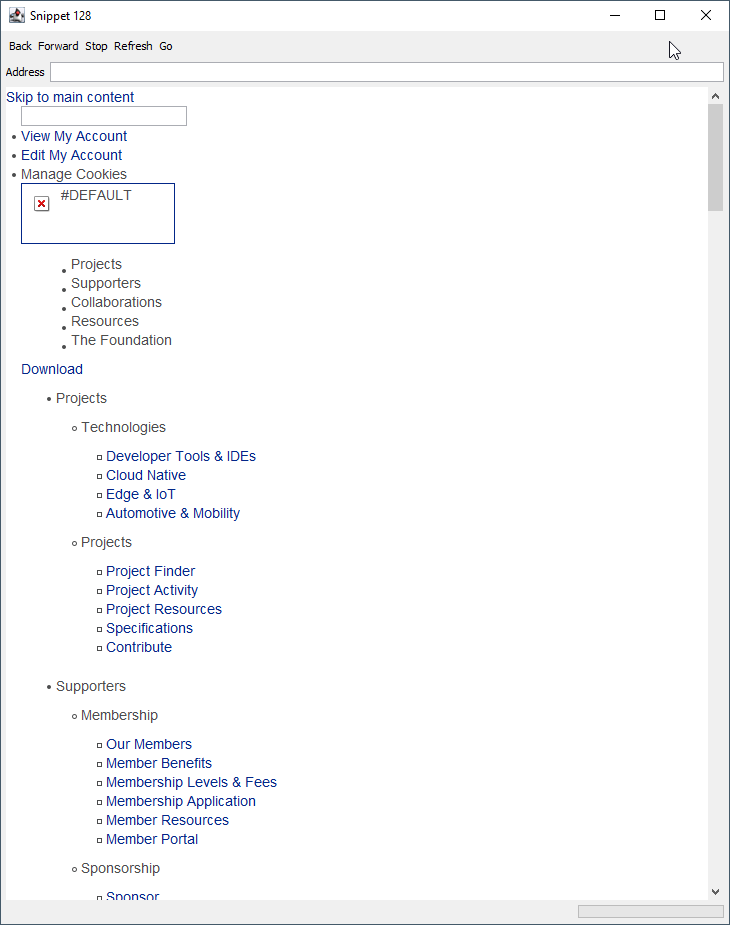 Snippet 128
Back Forward Stop Refresh Go
Address
Skip to main content
View My Account
Edit My Account
Manage Cookies
#DEFAULT
Projects
Supporters
Collaborations
Resources
The Foundation
Download
Projects
Technologies
Developer Tools & IDEs
Cloud Native
Edge & IoT
Automotive & Mobility
Projects
Project Finder
Project Activity
Project Resources
Specifications
Contribute
Supporters
Membership
Our Members
Member Benefits
Membership Levels & Fees
Membership Application
Member Resources
Member Portal
Sponsorship
Sponsor